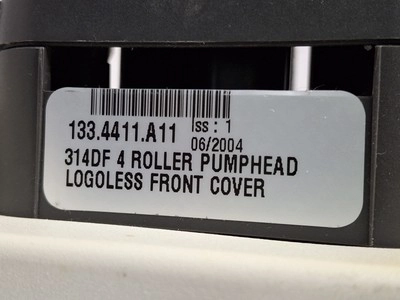 133.4411.A11 Iss : 1
06/2004
314DF 4 ROLLER PUMPHEAD
LOGOLESS FRONT COVER